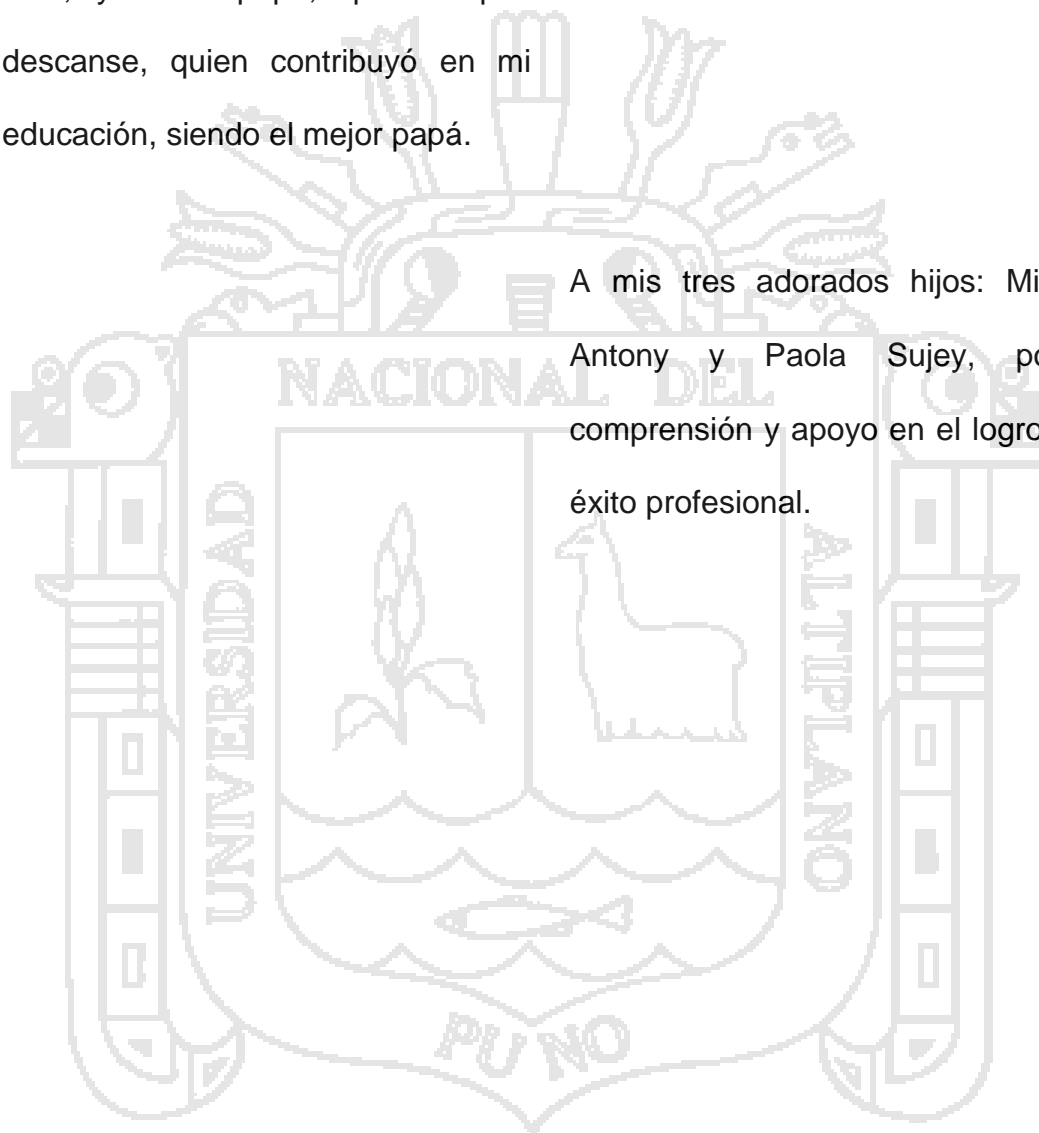 descanse, quien contribuyó en mi
educación, siendo el mejor papá.
A mis tres adorados hijos:
Antony y Paola Sujey,
comprensión y apoyo en el logro
éxito profesional.
UNIVERSIDAD
NACIONAL DEL
ALTIPLANO
PUNO